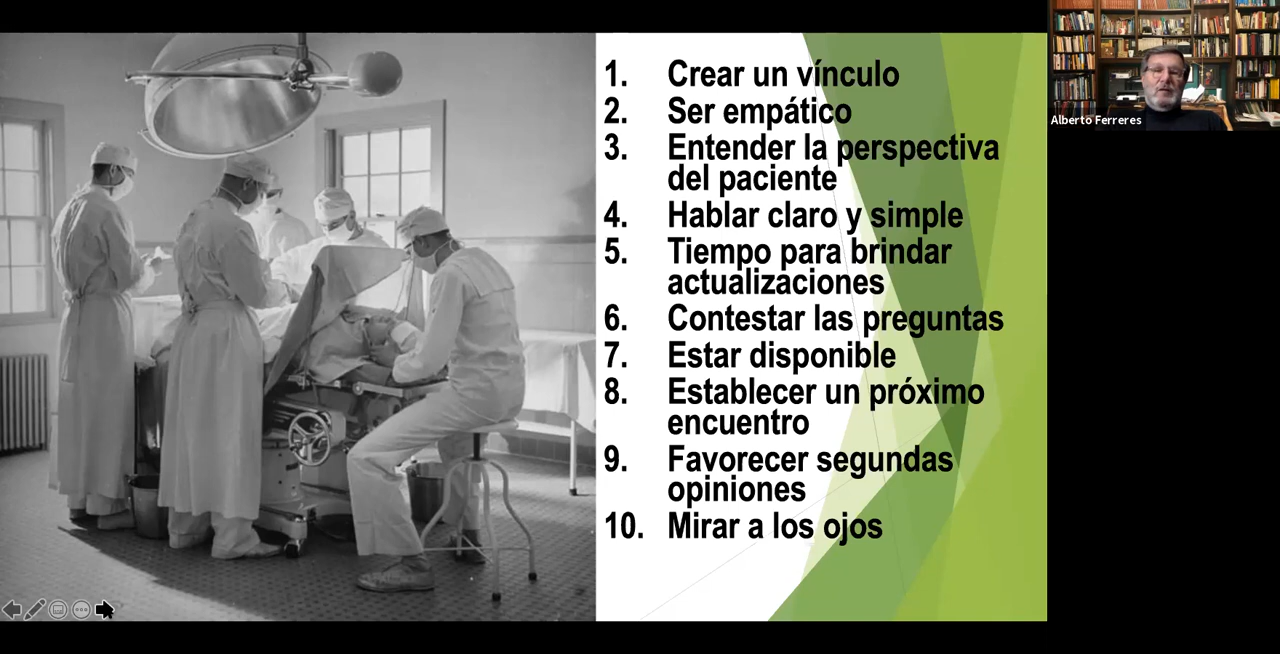 1. Crear un vínculo
2. Ser empático
3. Entender la perspectiva
del paciente
4. Hablar claro y simple
5. Tiempo para brindar
actualizaciones
6. Contestar las preguntas
7. Estar disponible
8. Establecer un próximo
encuentro
9. Favorecer segundas
opiniones
10. Mirar a los ojos
Alberto Ferreres